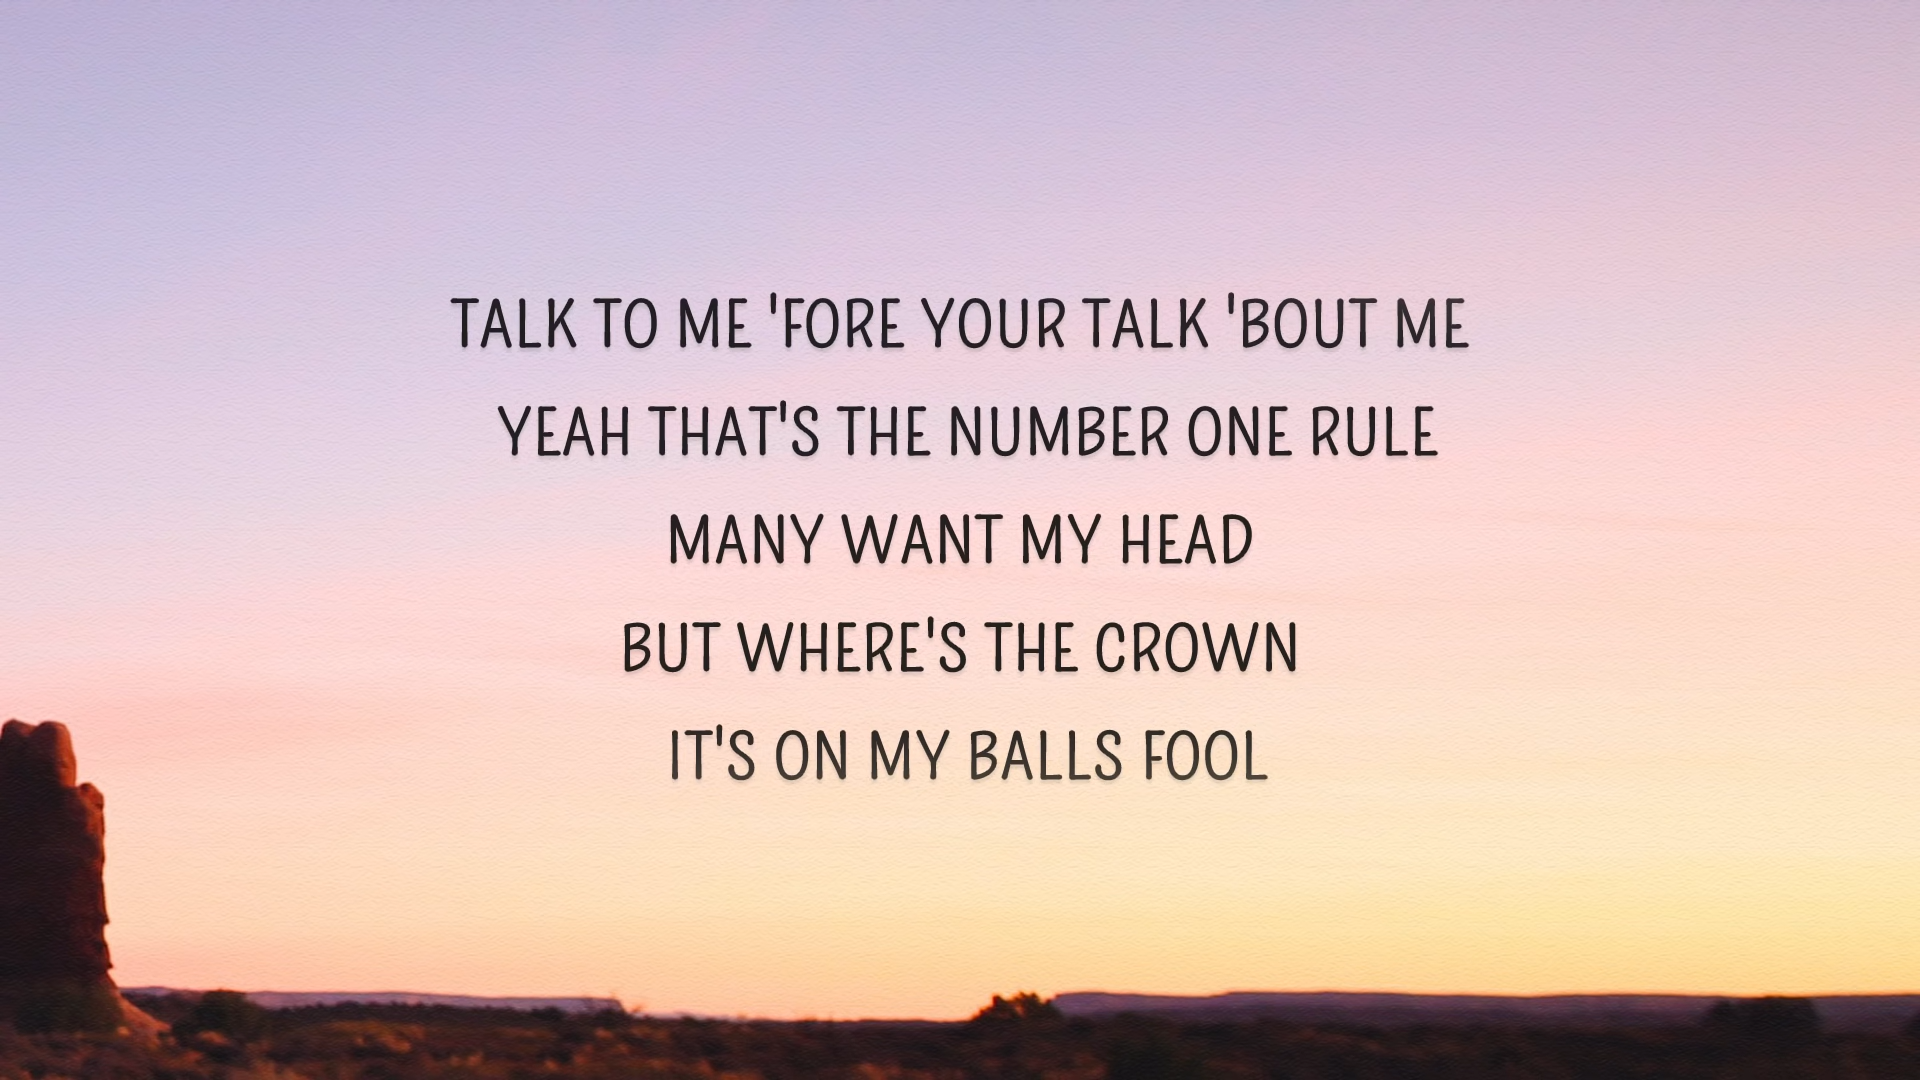 TALK TO ME 'FORE YOUR TALK 'BOUT ME
YEAH THAT'S THE NUMBER ONE RULE
MANY WANT MY HEAD
BUT WHERE'S THE CROWN
IT'S ON MY BALLS FOOL